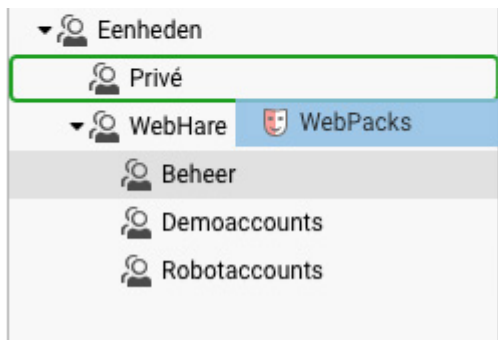 Eenheden
Privé
WebHare WebPacks
Beheer
Demoaccounts
Robotaccounts